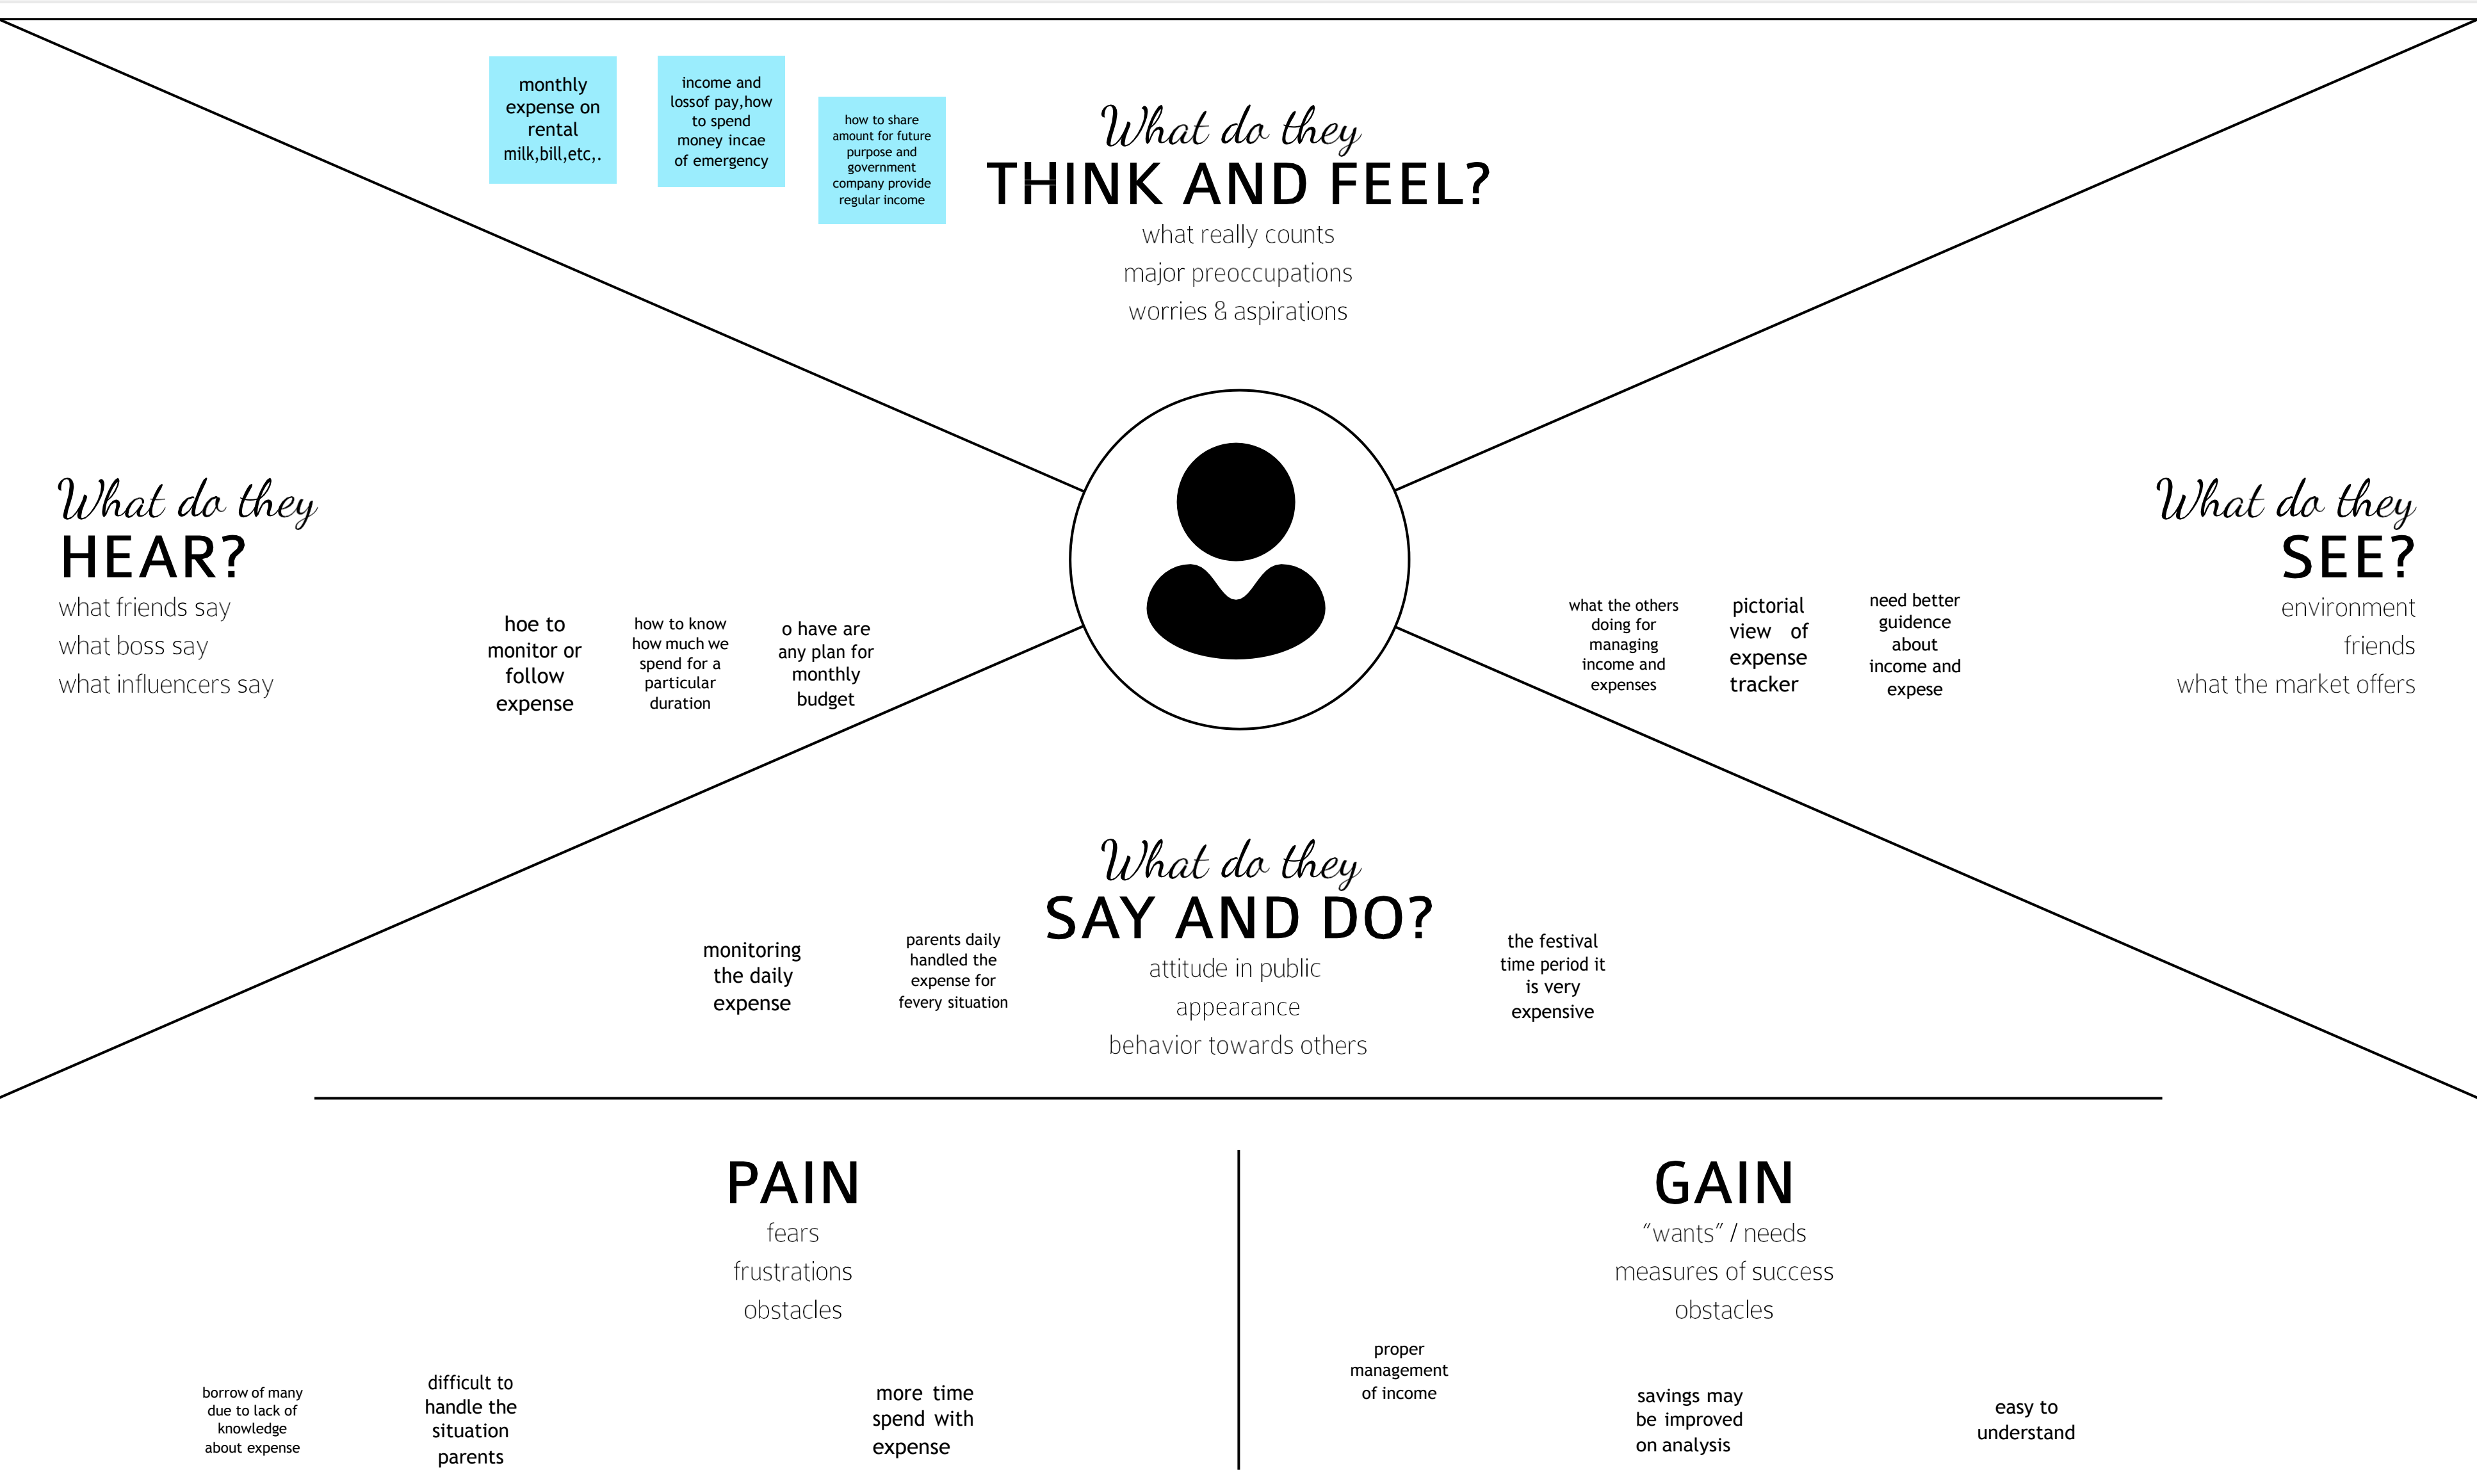 monthly
expense on
rental
milk,bill,etc,.
income and
lossof pay,how
to spend
money incae
of emergency
how to share
amount for future
purpose and
government
company provide
regular income
What do they
THINK AND FEEL?
what really counts
major preoccupations
worries & aspirations
What do they
HEAR?
what friends say
what boss say
what influencers say
hoe to
monitor or
follow
expense
how to know
how much we
spend for a
particular
duration
o have are
any plan for
monthly
budget
what the others
doing for
managing
income and
expenses
pictorial
view of
expense
tracker
need better
guidence
about
income and
expese
What do they
SEE?
environment
friends
what the market offers
What do they
SAY AND DO?
attitude in public
appearance
behavior towards others
monitoring
the daily
expense
parents daily
handled the
expense for
fevery situation
the festival
time period it
is very
expensive
PAIN
fears
frustrations
obstacles
borrow of many
due to lack of
knowledge
about expense
difficult to
handle the
situation
parents
more time
spend with
expense
GAIN
“wants” / needs
measures of success
obstacles
proper
management
of income
savings may
be improved
on analysis
easy to
understand